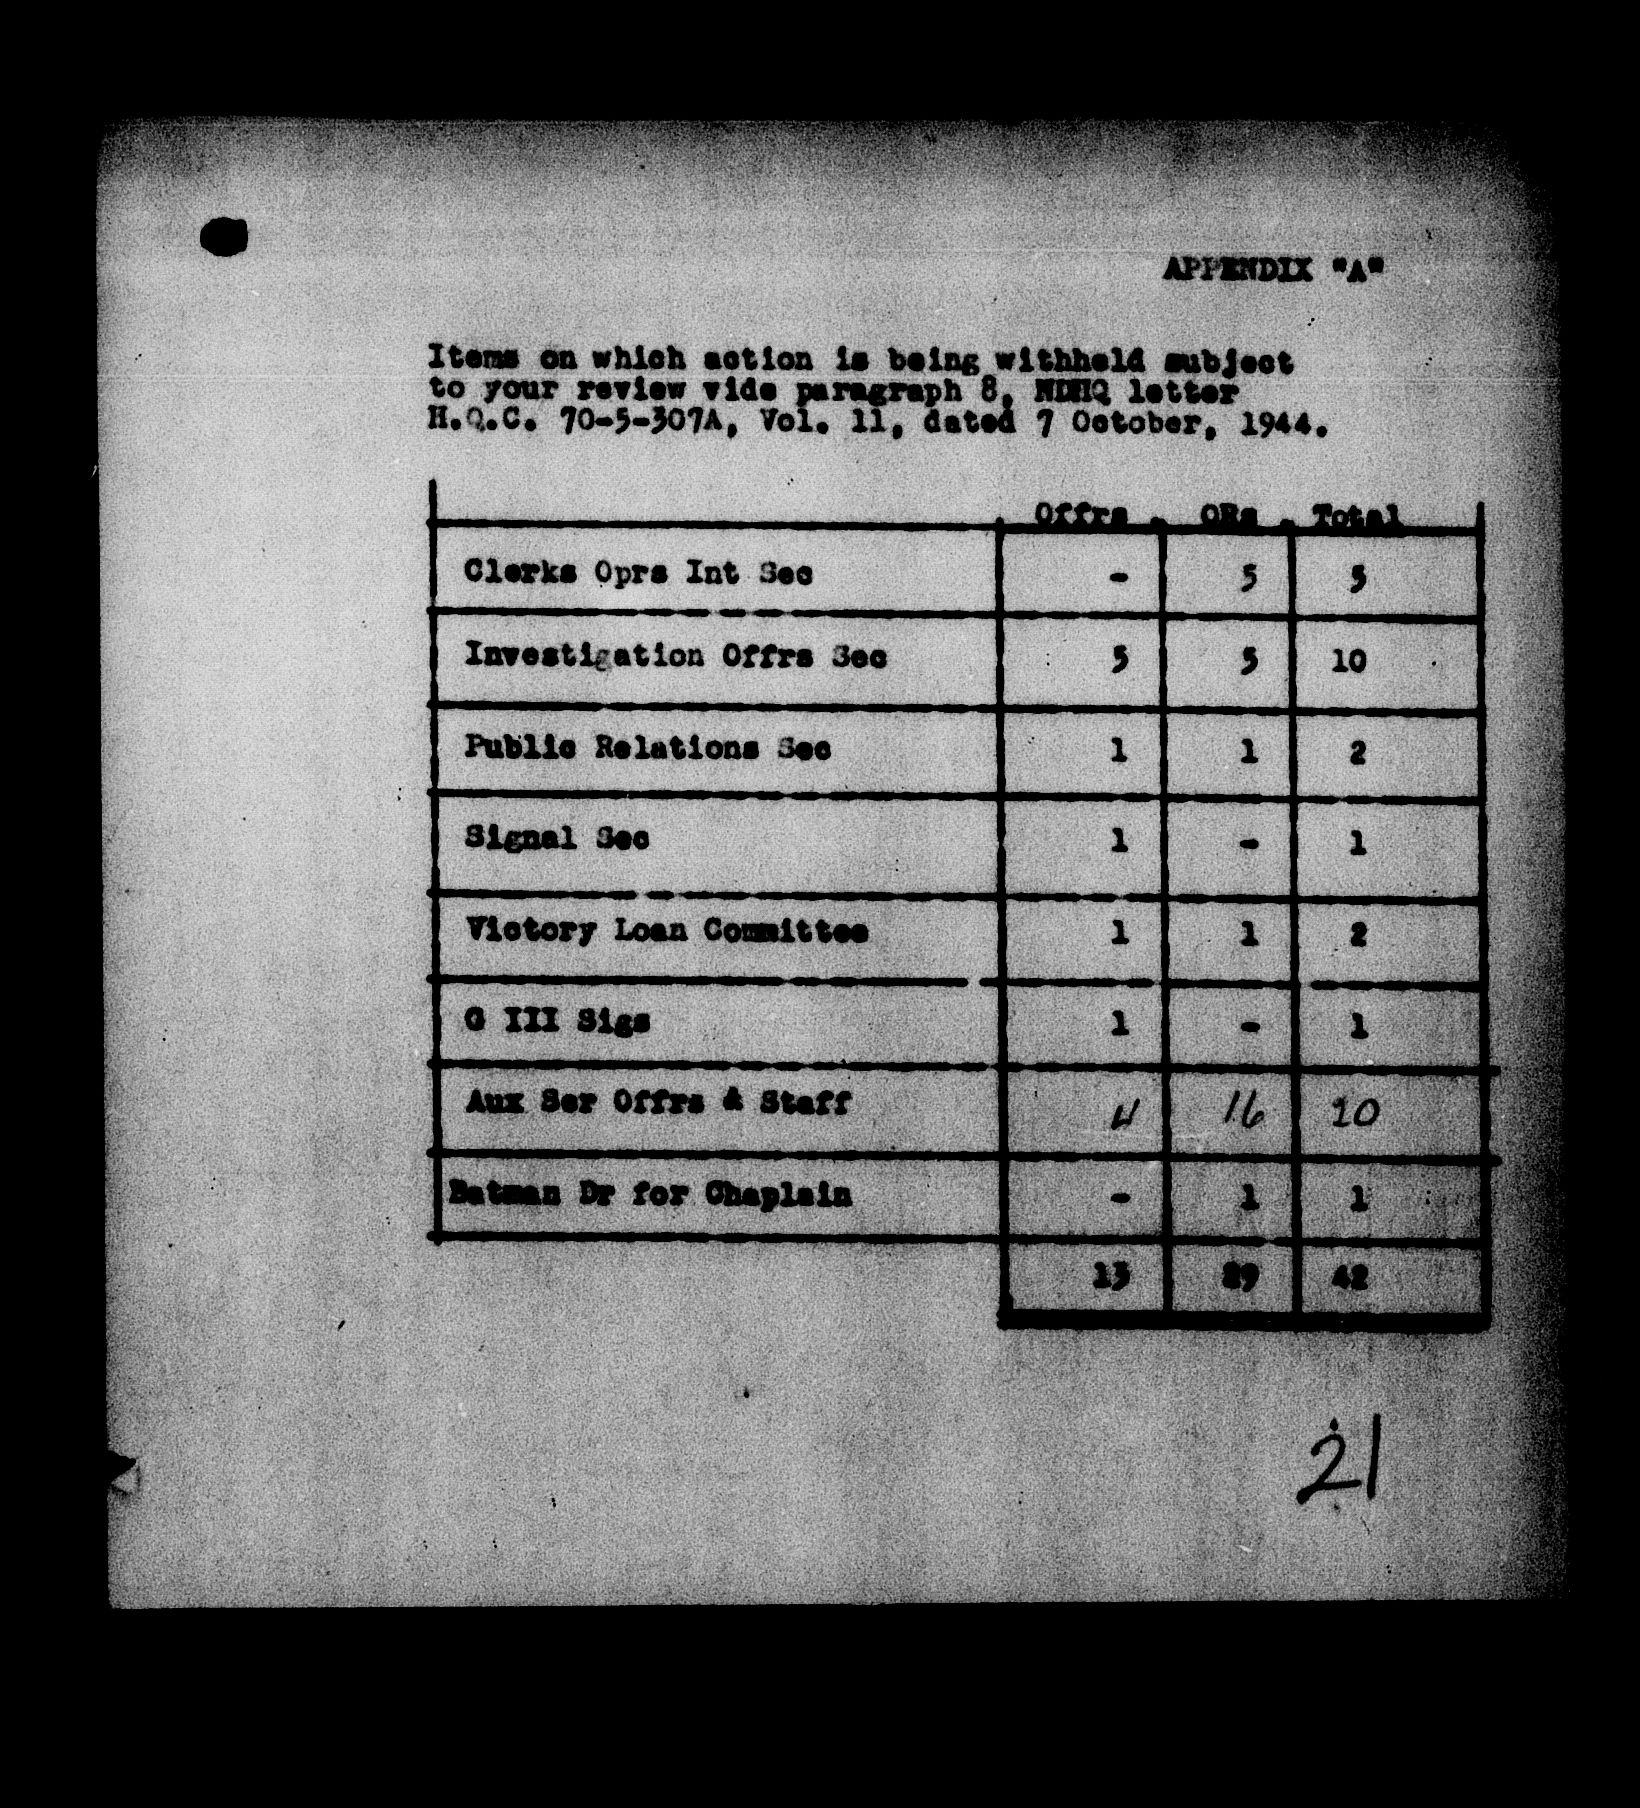 APPENDIX "A"
Items on which action is being withheld subject
to your review vide paragraph 8, NDHQ letter
H.Q.C. 70-5-307A, Vol. 11, dated 7 October, 1944.
Offrs ORs Total
Clerks Oprs Int Sec - 5 5
Investigation Offrs Sec 5 5 10
Public Relations Sec 1 1 2
Signal Sec 1 - 1
Victory Loan Committee 1 1 2
G III Sigs 1 - 1
Aux Ser Offrs & Staff 4 16 20
Batman Dr for Chaplain - 1 1
13 29 42
21